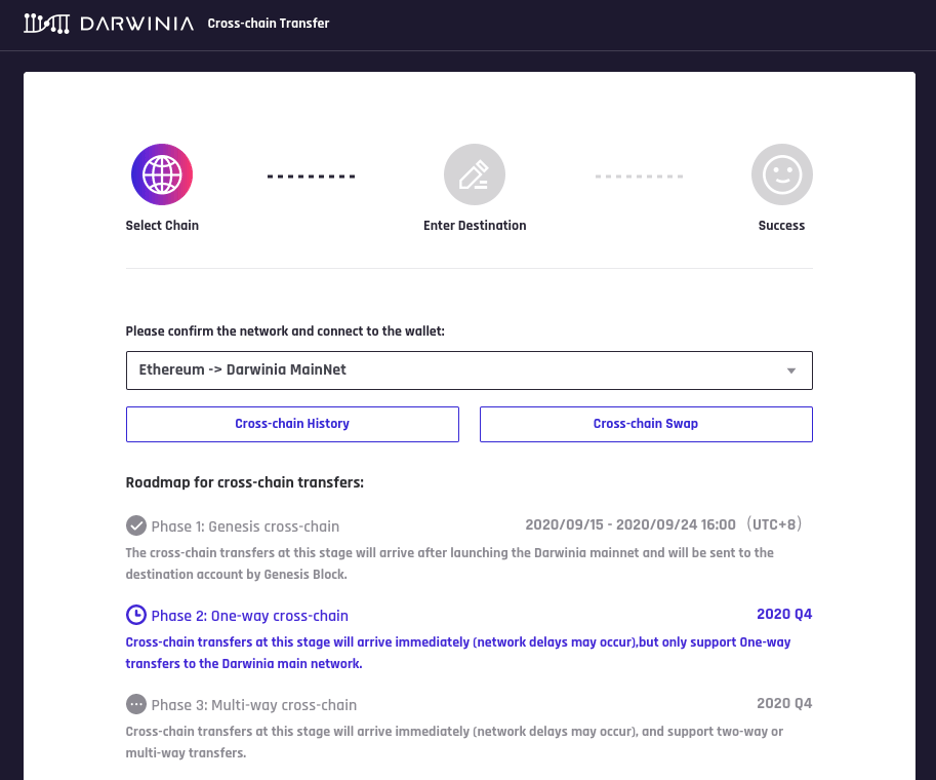 DARWINIA Cross-chain Transfer
Select Chain
Enter Destination
Success
Please confirm the network and connect to the wallet:
Ethereum -> Darwinia MainNet
Cross-chain History
Cross-chain Swap
Roadmap for cross-chain transfers:
Phase 1: Genesis cross-chain
2020/09/15 - 2020/09/24 16:00（UTC+8）
The cross-chain transfers at this stage will arrive after launching the Darwinia mainnet and will be sent to the
destination account by Genesis Block.
Phase 2: One-way cross-chain
2020 Q4
Cross-chain transfers at this stage will arrive immediately (network delays may occur),but only support One-way
transfers to the Darwinia main network.
Phase 3: Multi-way cross-chain
2020 Q4
Cross-chain transfers at this stage will arrive immediately (network delays may occur), and support two-way or
multi-way transfers.